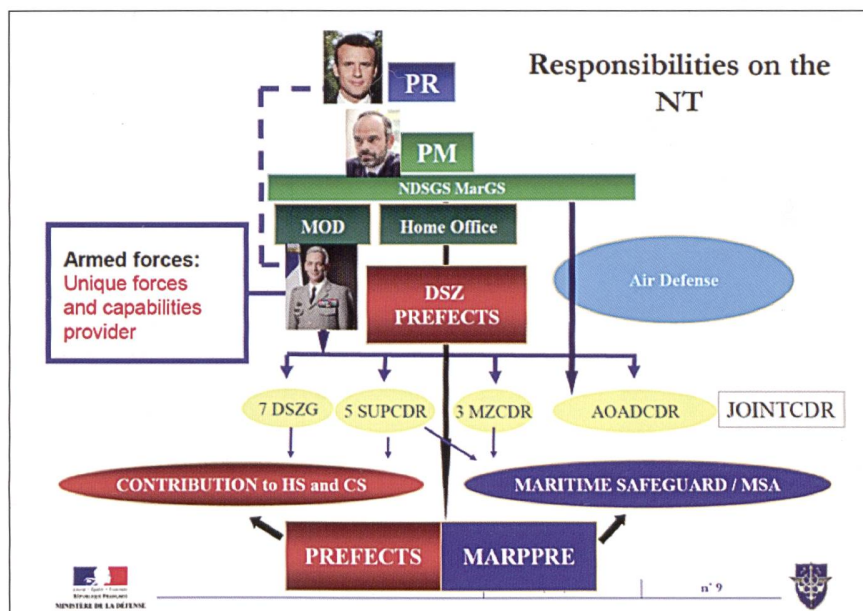 Responsibilities on the
NT
PR
PM
NDSGS MarGS
MOD
Home Office
Armed forces:
Unique forces
and capabilities
provider
DSZ
PREFECTS
Air Defense
7 DSZG
5 SUPCDR
3 MZCDR
AOADCDR
JOINTCDR
CONTRIBUTION to HS and CS
MARITIME SAFEGUARD / MSA
PREFECTS
MARPPRE
RÉPUBLIQUE FRANÇAISE
MINISTÈRE DE LA DÉFENSE
n° 9